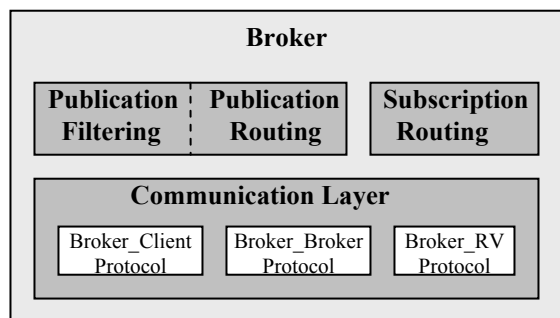 Broker
Publication Filtering
Publication Routing
Subscription Routing
Communication Layer
Broker_Client Protocol
Broker_Broker Protocol
Broker_RV Protocol